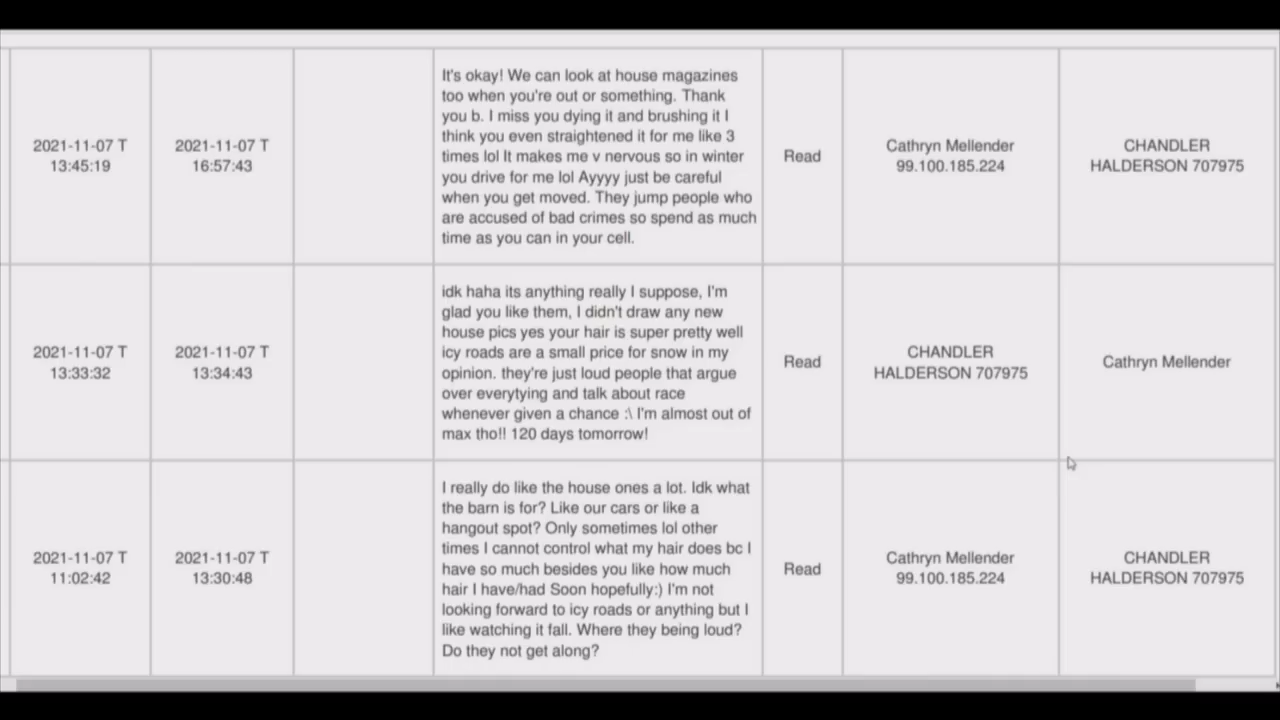 2021-11-07 T
13:45:19
2021-11-07 T
16:57:43
It's okay! We can look at house magazines
too when you're out or something. Thank
you b. I miss you dying it and brushing it I
think you even straightened it for me like 3
times lol It makes me v nervous so in winter
you drive for me lol Ayyyy just be careful
when you get moved. They jump people who
are accused of bad crimes so spend as much
time as you can in your cell.
Read
Cathryn Mellender
99.100.185.224
CHANDLER
HALDERSON 707975
2021-11-07 T
13:33:32
2021-11-07 T
13:34:43
idk haha its anything really I suppose, I'm
glad you like them, I didn't draw any new
house pics yes your hair is super pretty well
icy roads are a small price for snow in my
opinion. they're just loud people that argue
over everytying and talk about race
whenever given a chance :\ I'm almost out of
max tho!! 120 days tomorrow!
Read
CHANDLER
HALDERSON 707975
Cathryn Mellender
2021-11-07 T
11:02:42
2021-11-07 T
13:30:48
I really do like the house ones a lot. Idk what
the barn is for? Like our cars or like a
hangout spot? Only sometimes lol other
times I cannot control what my hair does bc I
have so much besides you like how much
hair I have/had Soon hopefully:) I'm not
looking forward to icy roads or anything but I
like watching it fall. Where they being loud?
Do they not get along?
Read
Cathryn Mellender
99.100.185.224
CHANDLER
HALDERSON 707975